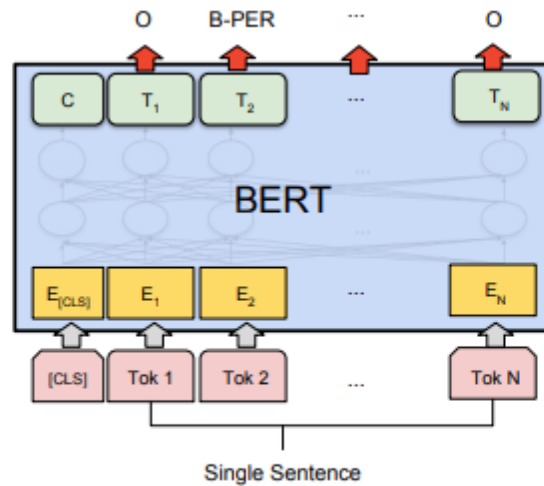 O B-PER ... O
C T1 T2 ... TN
...
BERT
...
E[CLS] E1 E2 ... EN
[CLS] Tok 1 Tok 2 ... Tok N
Single Sentence